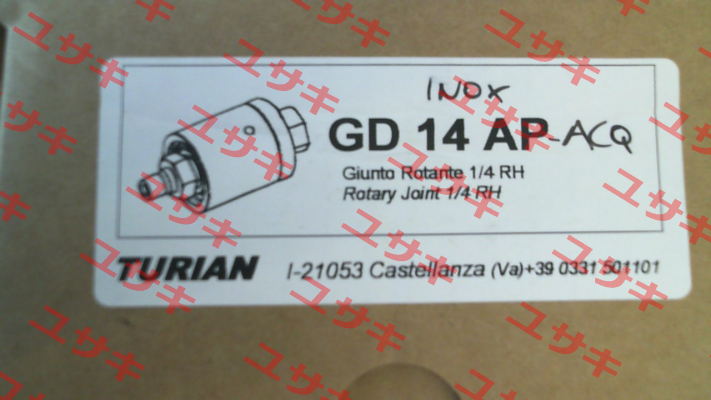 INOX
GD 14 AP-ACQ
Giunto Rotante 1/4 RH
Rotary Joint 1/4 RH
TURIAN I-21053 Castellanza (Va)+39 0331 501101
ユサキ